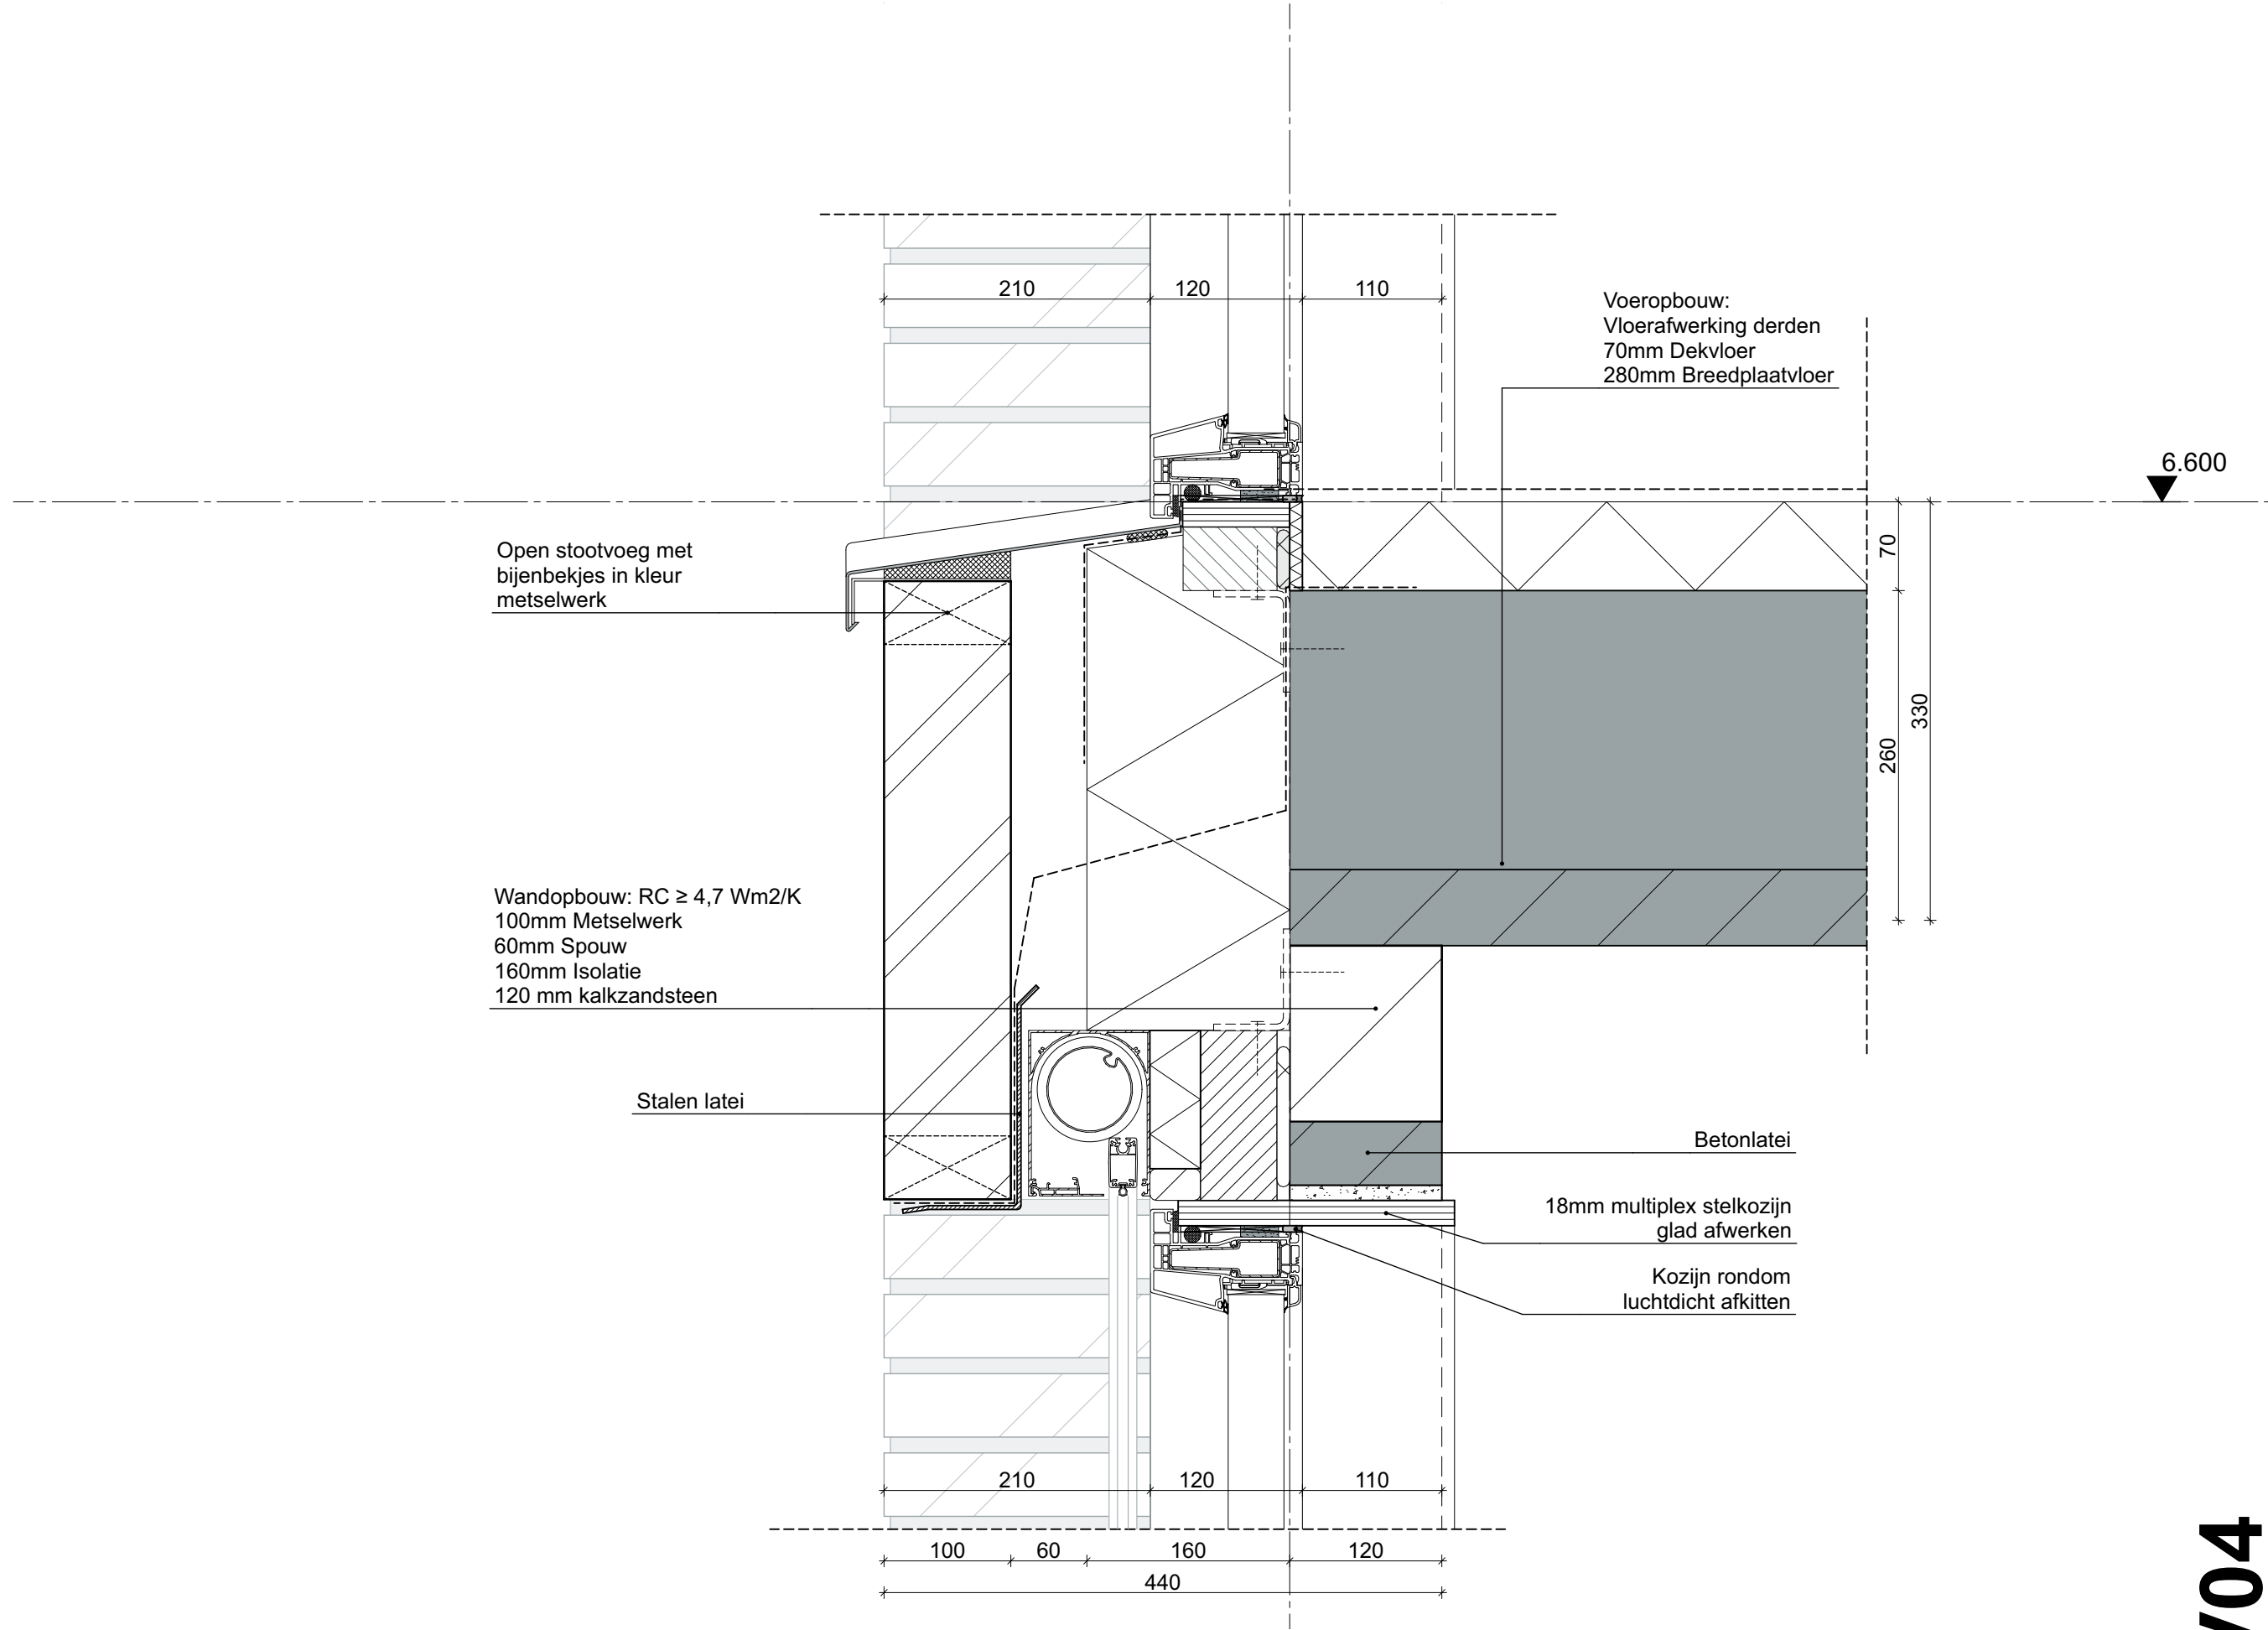 210
120
110
Voeropbouw:
Vloerafwerking derden
70mm Dekvloer
280mm Breedplaatvloer
6.600
Open stootvoeg met
bijenbekjes in kleur
metselwerk
70
330
260
Wandopbouw: RC ≥ 4,7 Wm2/K
100mm Metselwerk
60mm Spouw
160mm Isolatie
120 mm kalkzandsteen
Stalen latei
Betonlatei
18mm multiplex stelkozijn
glad afwerken
Kozijn rondom
luchtdicht afkitten
210
120
110
100
60
160
120
440
V04